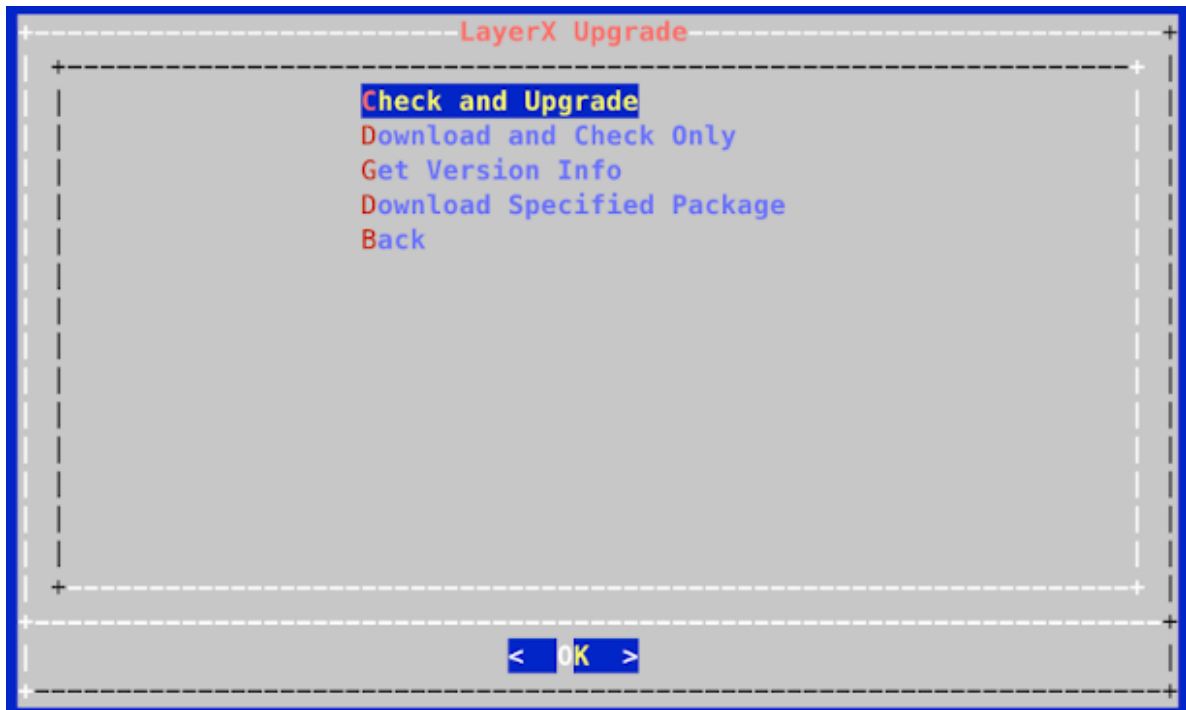 LayerX Upgrade
Check and Upgrade
Download and Check Only
Get Version Info
Download Specified Package
Back
< OK >